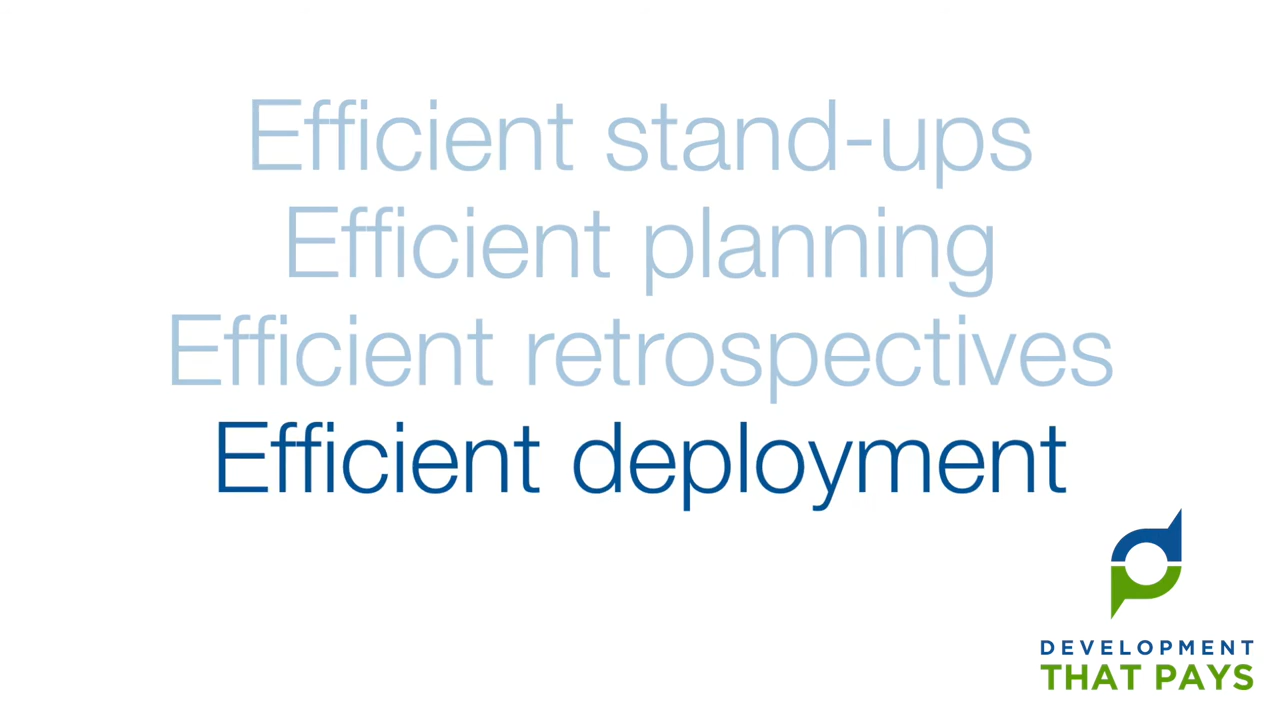 Efficient stand-ups
Efficient planning
Efficient retrospectives
Efficient deployment
DEVELOPMENT
THAT PAYS